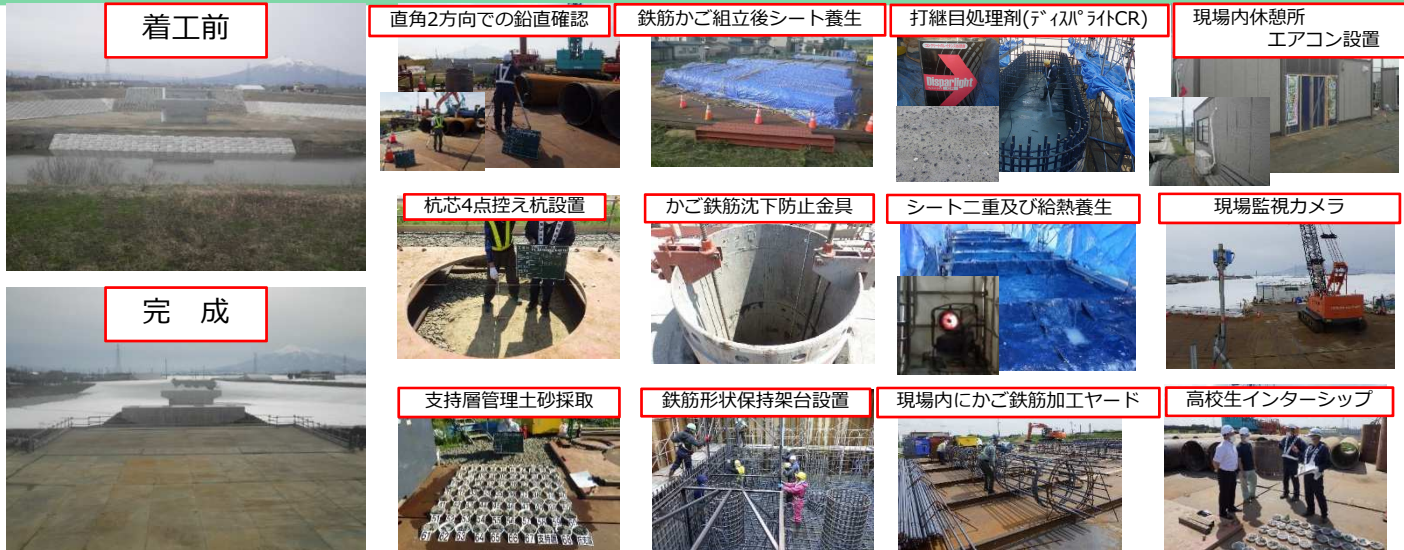 着工前
直角2方向での鉛直確認
鉄筋かご組立後シート養生
打継目処理剤(ﾃﾞｨｽﾊﾟﾗｲﾄCR)
現場内休憩所
エアコン設置
Disparlight
杭芯4点控え杭設置
かご鉄筋沈下防止金具
シート二重及び給熱養生
現場監視カメラ
完 成
支持層管理土砂採取
鉄筋形状保持架台設置
現場内にかご鉄筋加工ヤード
高校生インターシップ